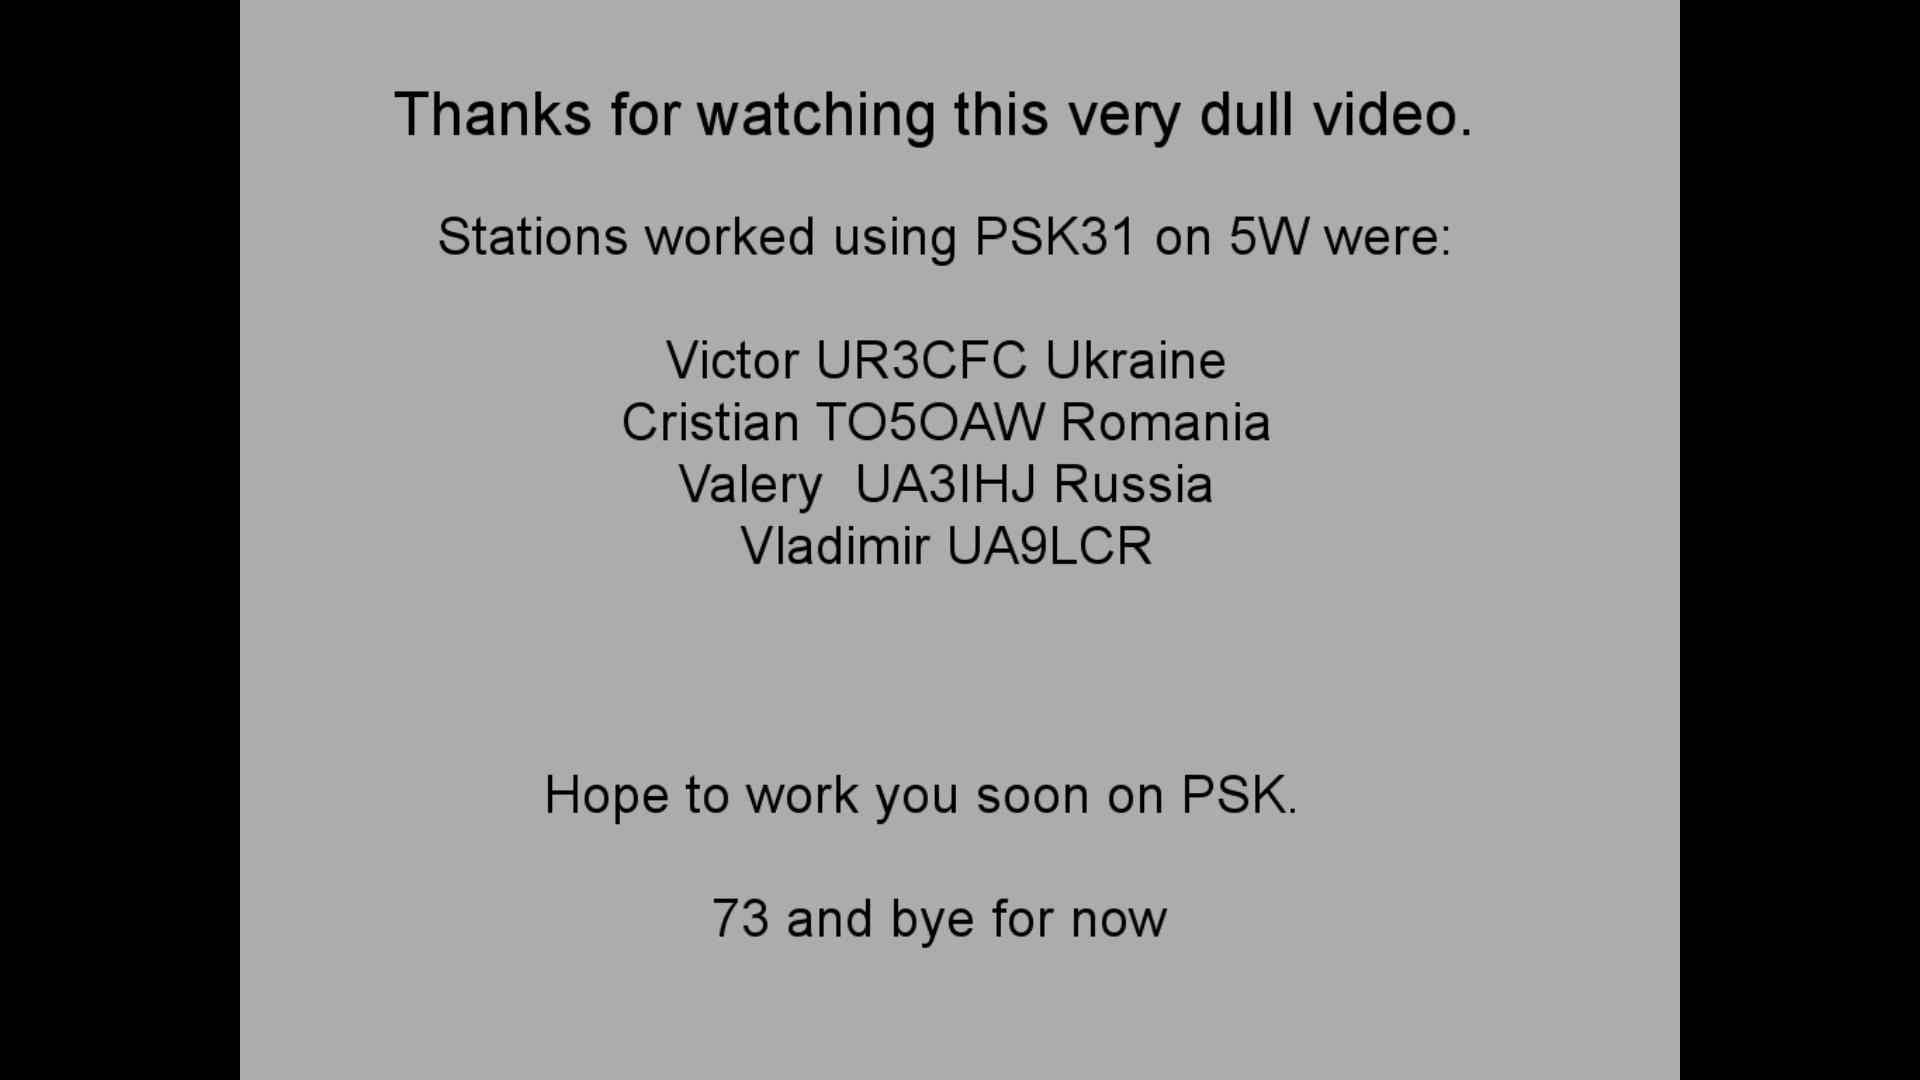 Thanks for watching this very dull video.
Stations worked using PSK31 on 5W were:
Victor UR3CFC Ukraine
Cristian TO5OAW Romania
Valery  UA3IHJ Russia
Vladimir UA9LCR
Hope to work you soon on PSK.
73 and bye for now